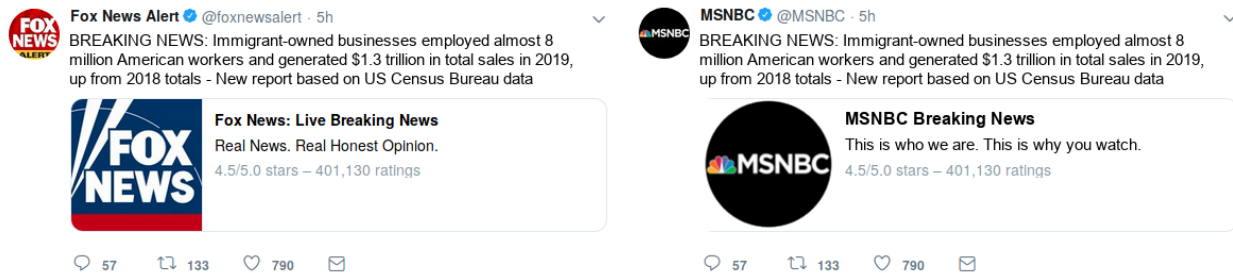 FOX
NEWS
ALERT
Fox News Alert @foxnewsalert · 5h
BREAKING NEWS: Immigrant-owned businesses employed almost 8
million American workers and generated $1.3 trillion in total sales in 2019,
up from 2018 totals - New report based on US Census Bureau data
FOX
NEWS
Fox News: Live Breaking News
Real News. Real Honest Opinion.
4.5/5.0 stars – 401,130 ratings
57 133 790
MSNBC
MSNBC @MSNBC · 5h
BREAKING NEWS: Immigrant-owned businesses employed almost 8
million American workers and generated $1.3 trillion in total sales in 2019,
up from 2018 totals - New report based on US Census Bureau data
MSNBC
MSNBC Breaking News
This is who we are. This is why you watch.
4.5/5.0 stars – 401,130 ratings
57 133 790